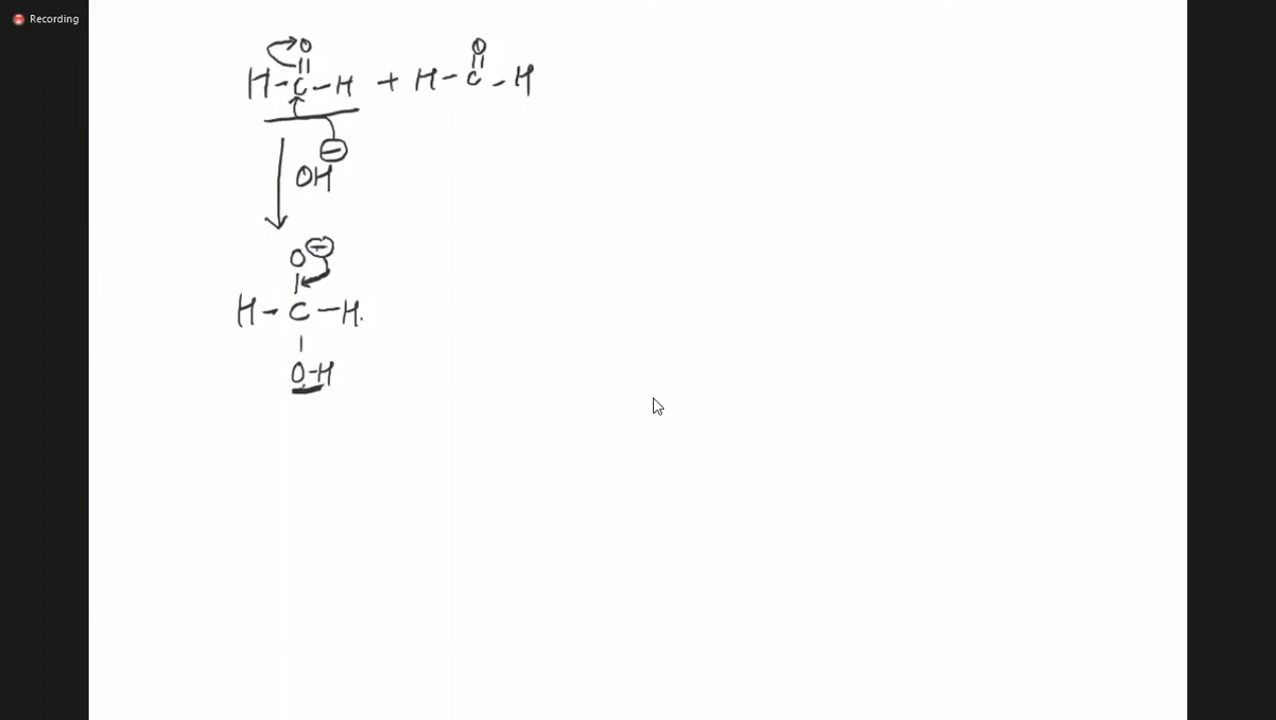 Recording
O O
|| ||
H-C-H + H-C-H
⊖
OH
O⊖
|
H-C-H.
|
O-H